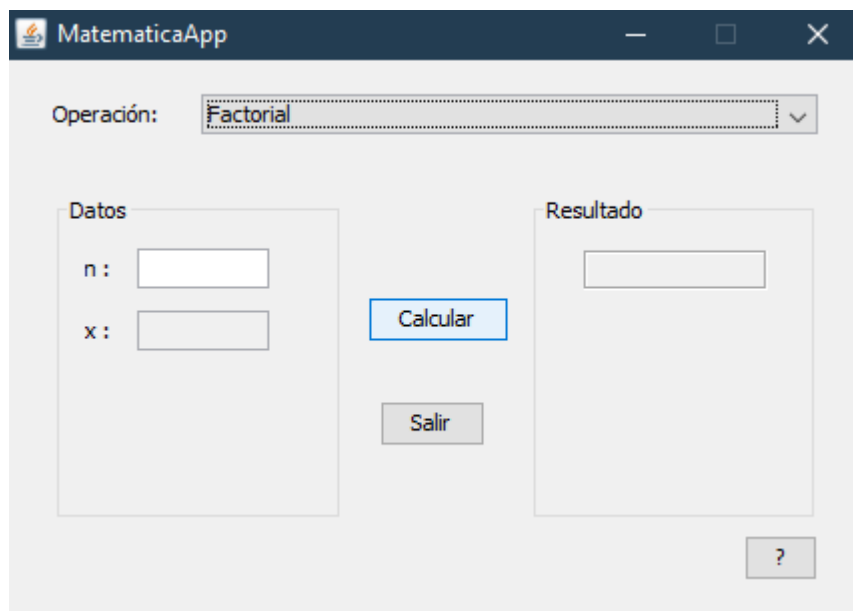 MatematicaApp
Operación: Factorial
Datos
n :
x :
Calcular
Salir
Resultado
?